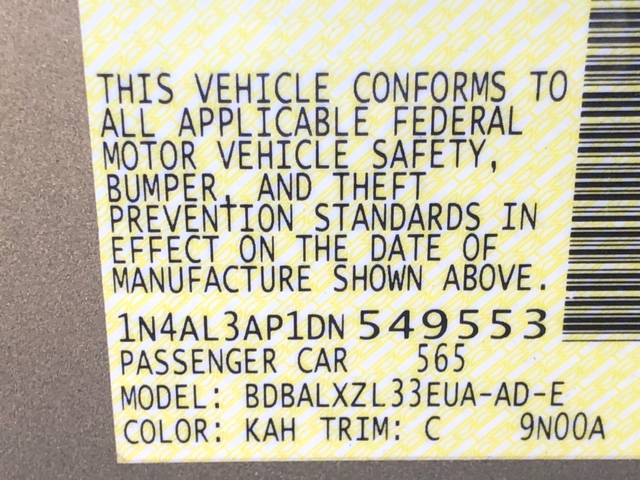 THIS VEHICLE CONFORMS TO
ALL APPLICABLE FEDERAL
MOTOR VEHICLE SAFETY,
BUMPER, AND THEFT
PREVENTION STANDARDS IN
EFFECT ON THE DATE OF
MANUFACTURE SHOWN ABOVE.
1N4AL3AP1DN549553
PASSENGER CAR 565
MODEL: BDBALXZL33EUA-AD-E
COLOR: KAH TRIM: C 9N00A